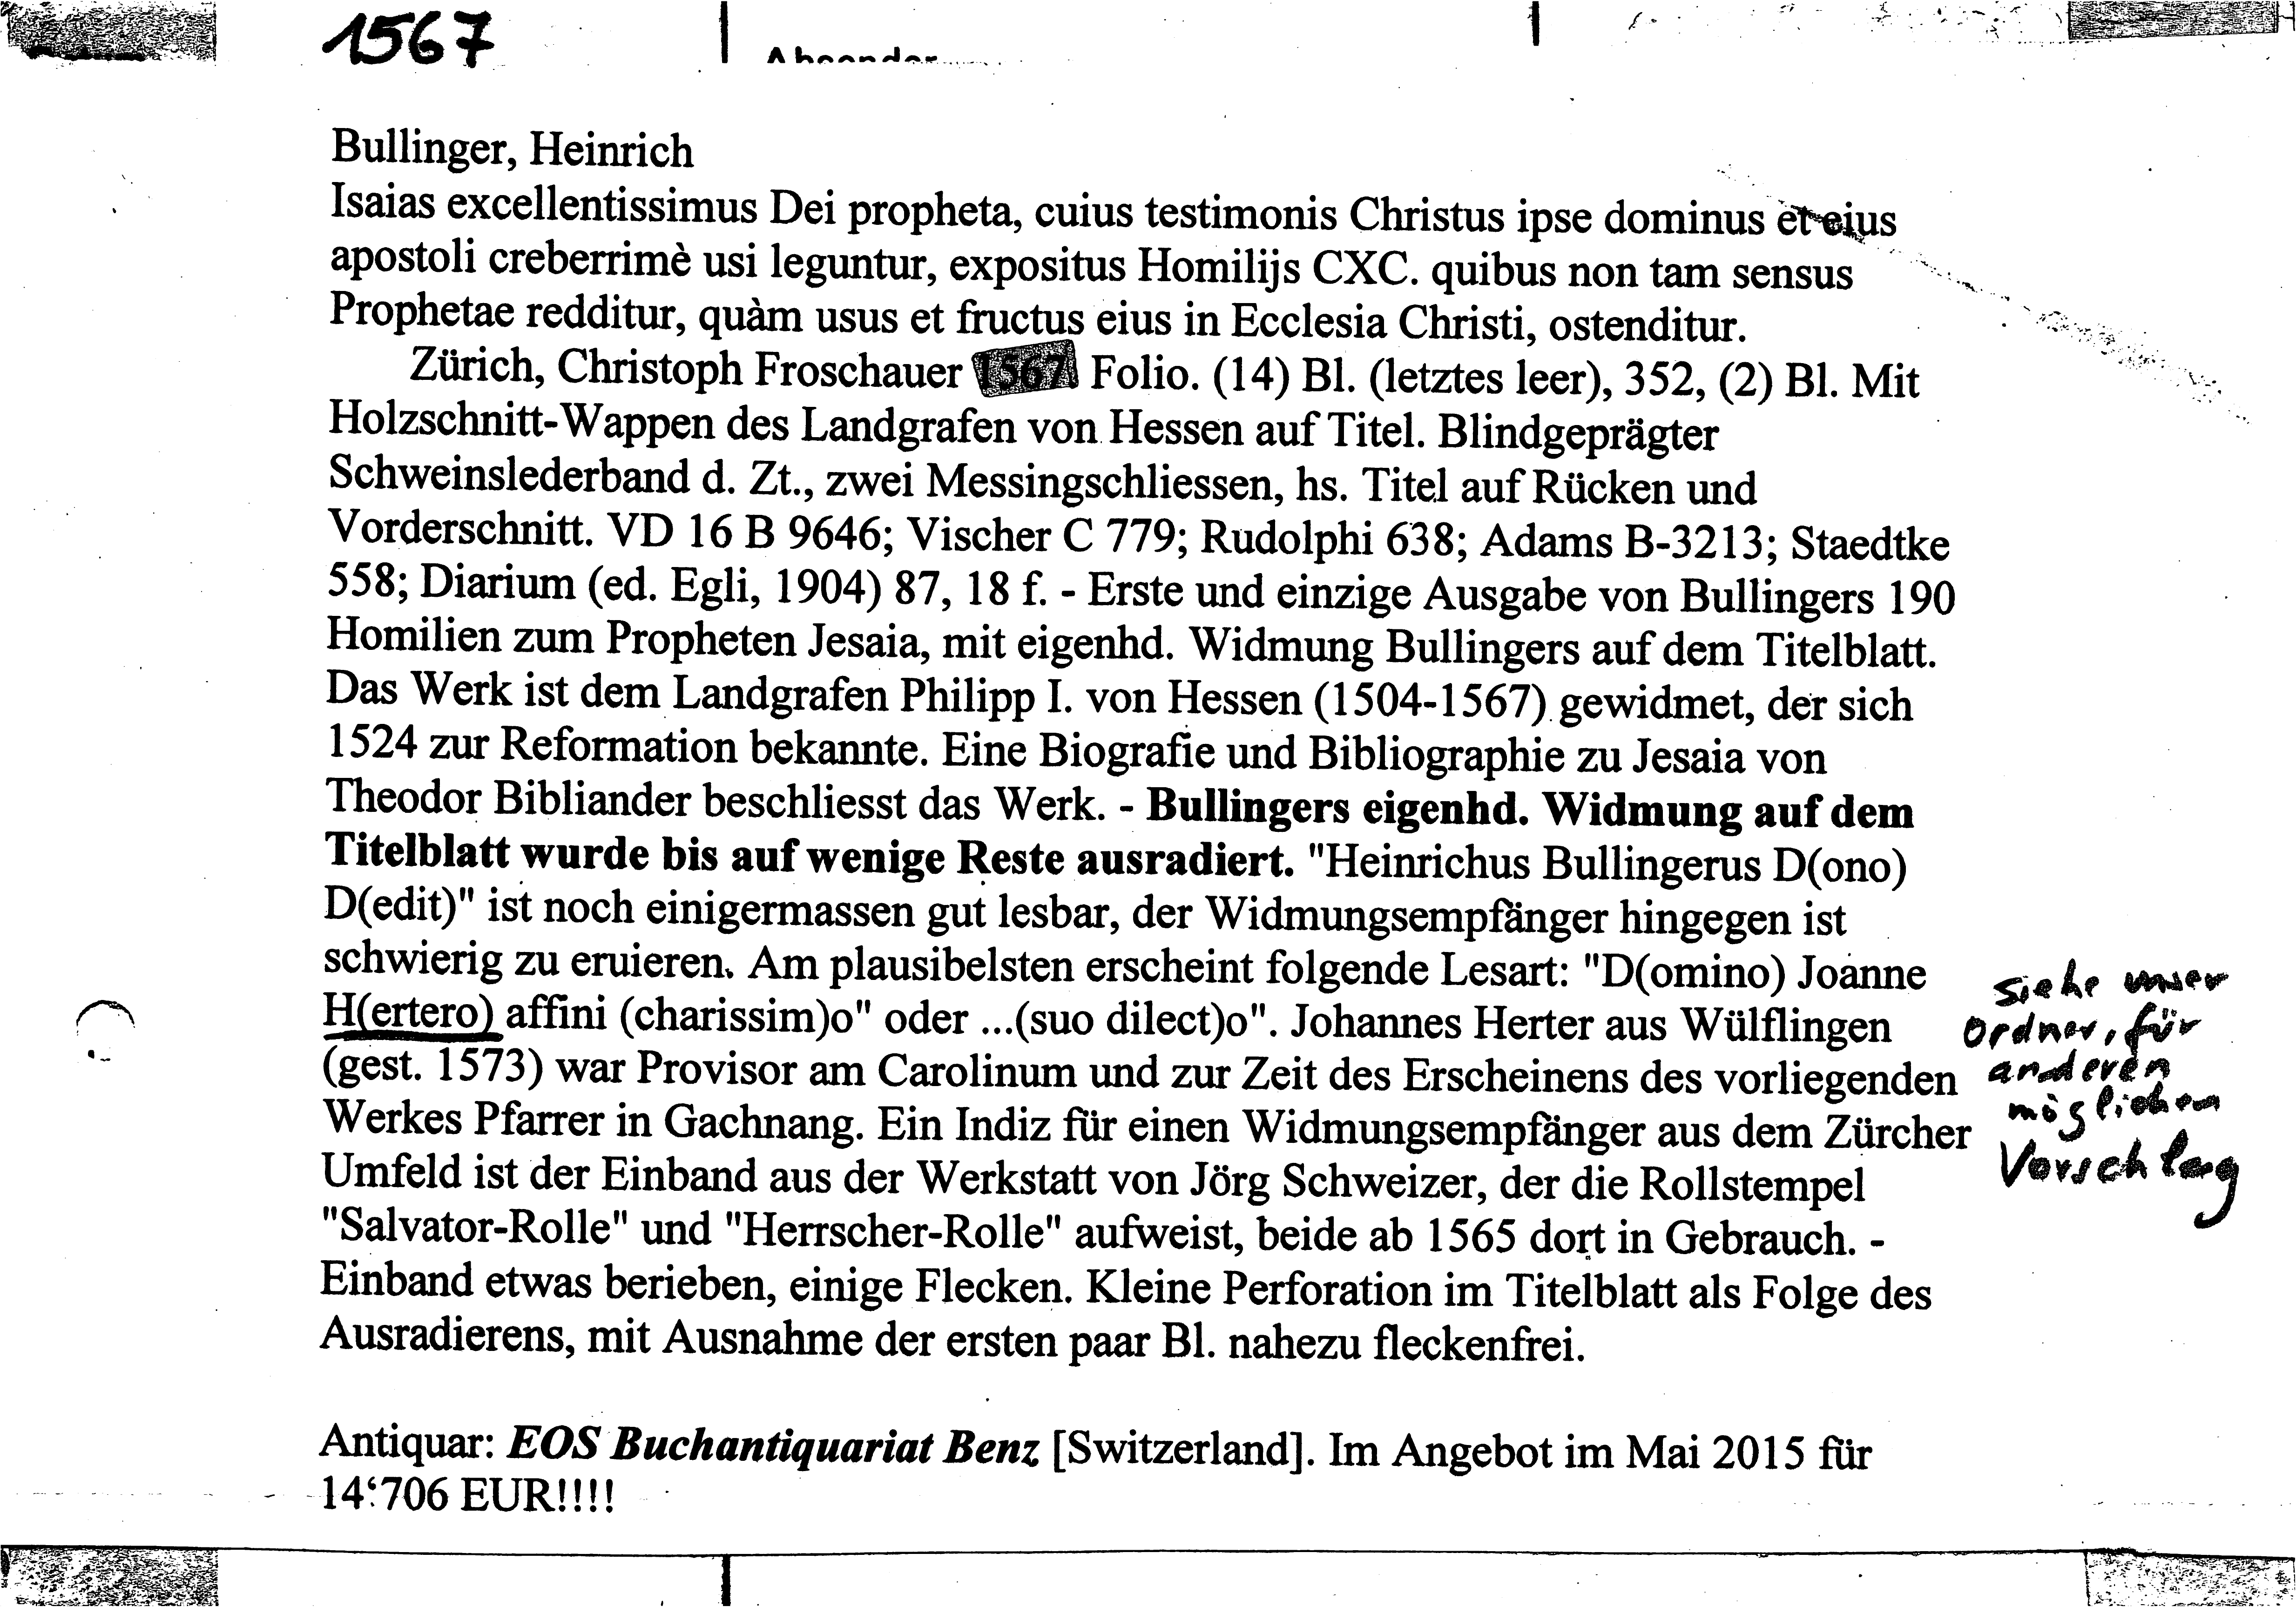 1567
Absender
Bullinger, Heinrich
Isaias excellentissimus Dei propheta, cuius testimonis Christus ipse dominus et eius
apostoli creberrimè usi leguntur, expositus Homilijs CXC. quibus non tam sensus
Prophetae redditur, quàm usus et fructus eius in Ecclesia Christi, ostenditur.
Zürich, Christoph Froschauer 1567 Folio. (14) Bl. (letztes leer), 352, (2) Bl. Mit
Holzschnitt-Wappen des Landgrafen von Hessen auf Titel. Blindgeprägter
Schweinslederband d. Zt., zwei Messingschliessen, hs. Titel auf Rücken und
Vorderschnitt. VD 16 B 9646; Vischer C 779; Rudolphi 638; Adams B-3213; Staedtke
558; Diarium (ed. Egli, 1904) 87, 18 f. - Erste und einzige Ausgabe von Bullingers 190
Homilien zum Propheten Jesaia, mit eigenhd. Widmung Bullingers auf dem Titelblatt.
Das Werk ist dem Landgrafen Philipp I. von Hessen (1504-1567) gewidmet, der sich
1524 zur Reformation bekannte. Eine Biografie und Bibliographie zu Jesaia von
Theodor Bibliander beschliesst das Werk. - Bullingers eigenhd. Widmung auf dem
Titelblatt wurde bis auf wenige Reste ausradiert. "Heinrichus Bullingerus D(ono)
D(edit)" ist noch einigermassen gut lesbar, der Widmungsempfänger hingegen ist
schwierig zu eruieren. Am plausibelsten erscheint folgende Lesart: "D(omino) Joanne
H(ertero) affini (charissim)o" oder ...(suo dilect)o". Johannes Herter aus Wülflingen
(gest. 1573) war Provisor am Carolinum und zur Zeit des Erscheinens des vorliegenden
Werkes Pfarrer in Gachnang. Ein Indiz für einen Widmungsempfänger aus dem Zürcher
Umfeld ist der Einband aus der Werkstatt von Jörg Schweizer, der die Rollstempel
"Salvator-Rolle" und "Herrscher-Rolle" aufweist, beide ab 1565 dort in Gebrauch. -
Einband etwas berieben, einige Flecken. Kleine Perforation im Titelblatt als Folge des
Ausradierens, mit Ausnahme der ersten paar Bl. nahezu fleckenfrei.
siehe unser
Ordner, für
anderen
möglichen
Vorschlag
Antiquar: EOS Buchantiquariat Benz [Switzerland]. Im Angebot im Mai 2015 für
14‘706 EUR!!!!